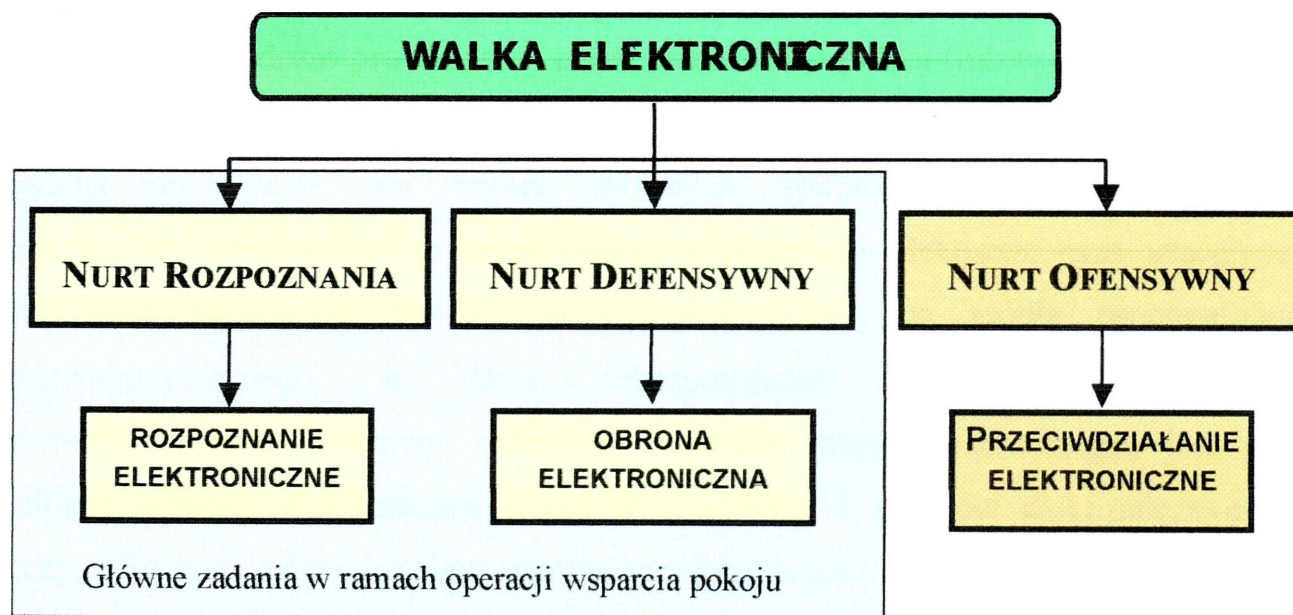 WALKA ELEKTRONICZNA
NURT ROZPOZNANIA
NURT DEFENSYWNY
NURT OFENSYWNY
ROZPOZNANIE
ELEKTRONICZNE
OBRONA
ELEKTRONICZNA
PRZECIWDZIAŁANIE
ELEKTRONICZNE
Główne zadania w ramach operacji wsparcia pokoju